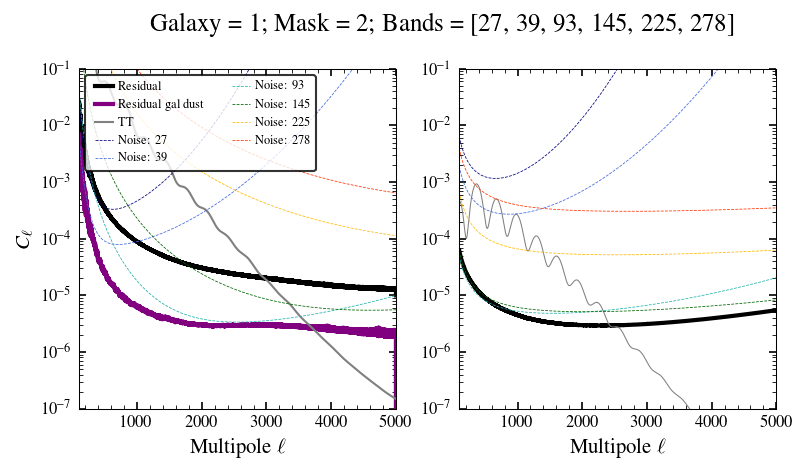 Galaxy = 1; Mask = 2; Bands = [27, 39, 93, 145, 225, 278]
Residual
Residual gal dust
TT
Noise: 27
Noise: 39
Noise: 93
Noise: 145
Noise: 225
Noise: 278
C_ℓ
10⁻¹
10⁻²
10⁻³
10⁻⁴
10⁻⁵
10⁻⁶
10⁻⁷
1000 2000 3000 4000 5000
Multipole ℓ
10⁻¹
10⁻²
10⁻³
10⁻⁴
10⁻⁵
10⁻⁶
10⁻⁷
1000 2000 3000 4000 5000
Multipole ℓ